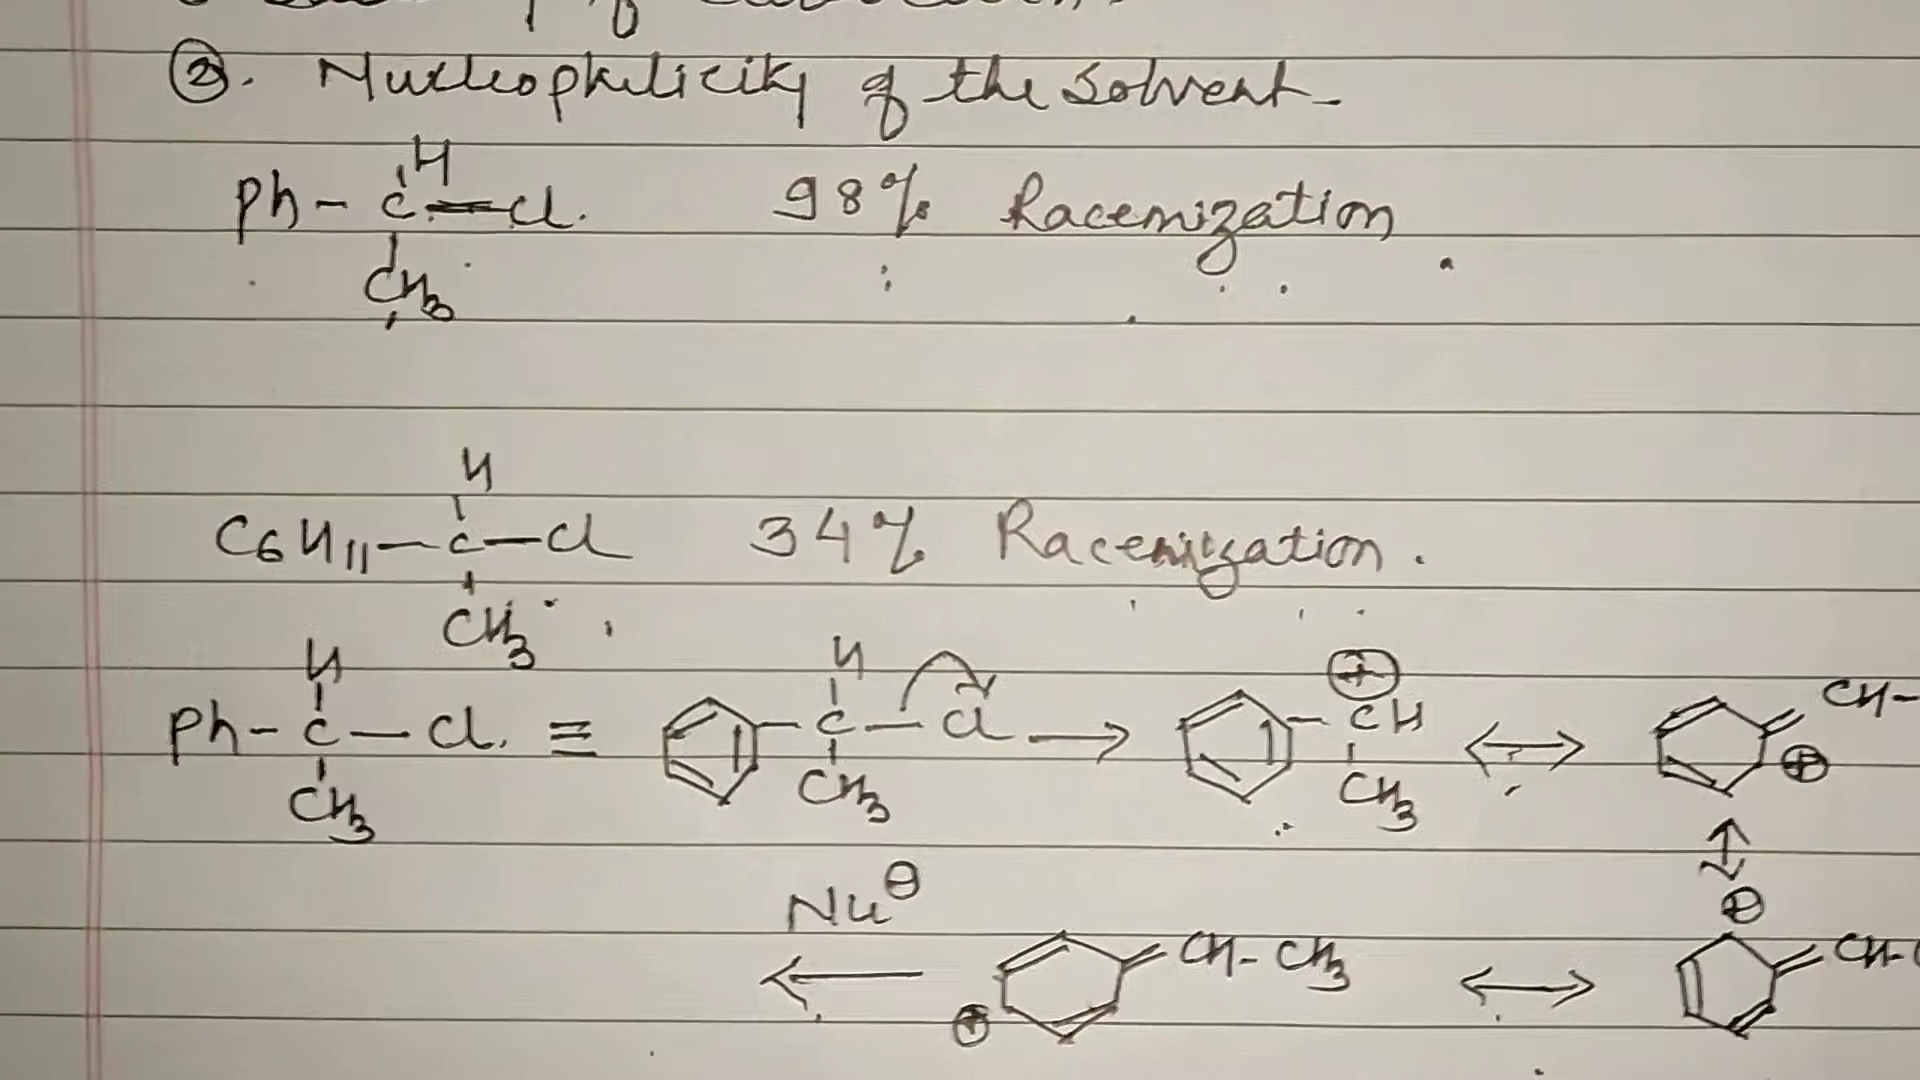 ②. Nucleophilicity of the Solvent-
H
Ph-C-Cl. 98% Racemization
CH3
H
C6H11-C-Cl 34% Racemization.
CH3
H H ⊕
Ph-C-Cl. ≡ C-Cl → CH ↔ CH-
CH3 CH3 CH3 ⊕
↕
Nu⊖ ⊕
← ⊕ CH-CH3 ↔ CH-